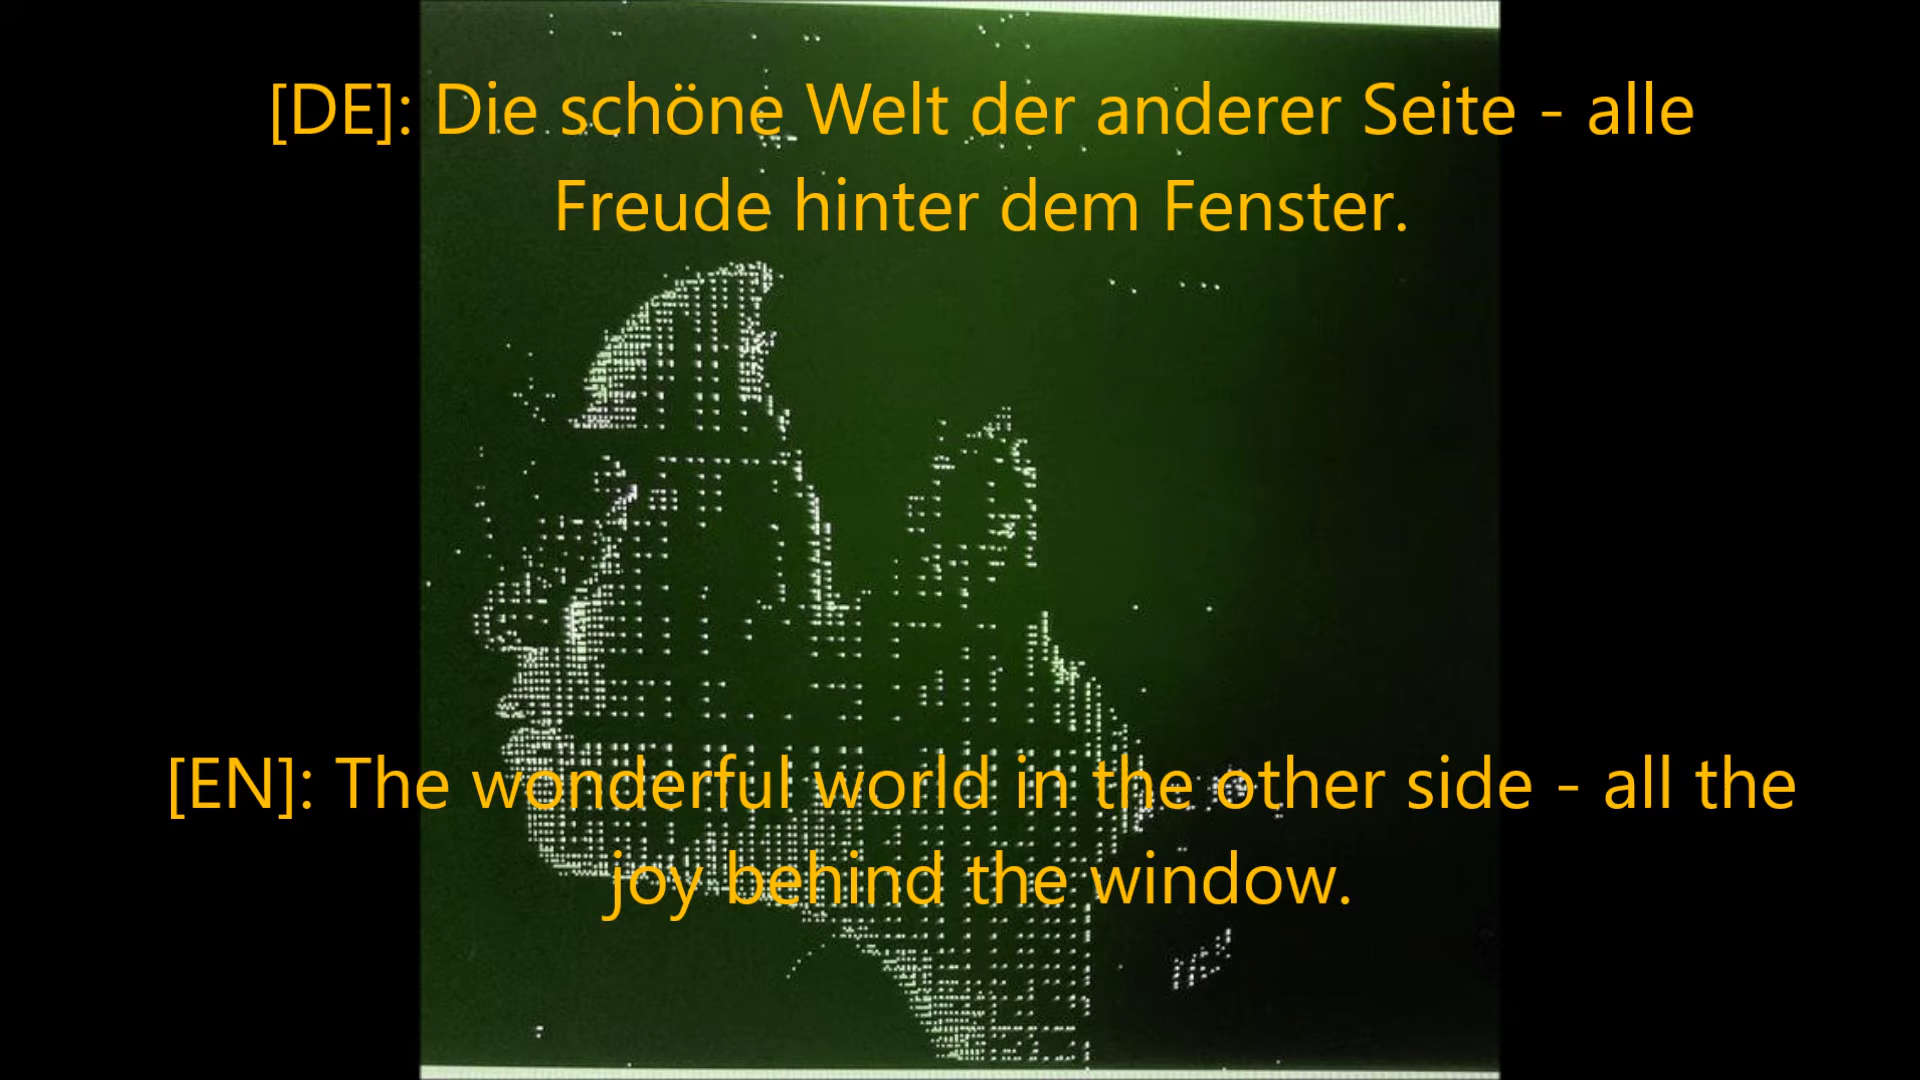 [DE]: Die schöne Welt der anderer Seite - alle
Freude hinter dem Fenster.
[EN]: The wonderful world in the other side - all the
joy behind the window.